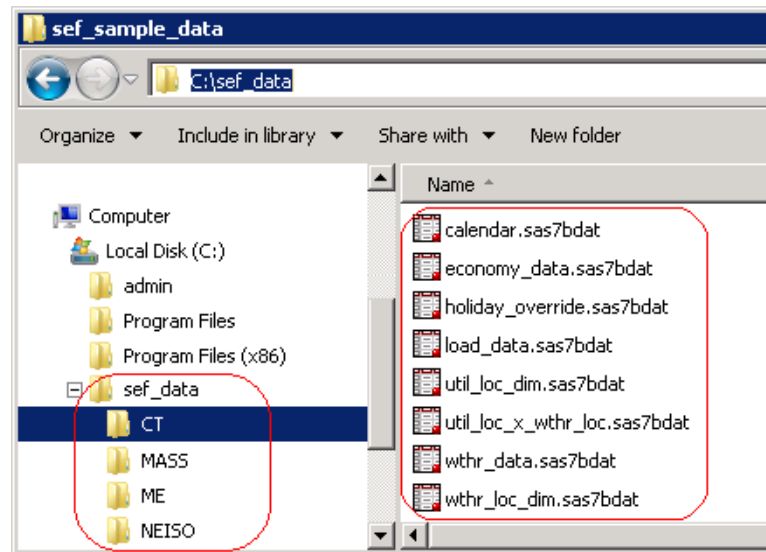 sef_sample_data
C:\sef_data
Organize Include in library Share with New folder
Name
Computer
Local Disk (C:)
admin
Program Files
Program Files (x86)
sef_data
CT
MASS
ME
NEISO
calendar.sas7bdat
economy_data.sas7bdat
holiday_override.sas7bdat
load_data.sas7bdat
util_loc_dim.sas7bdat
util_loc_x_wthr_loc.sas7bdat
wthr_data.sas7bdat
wthr_loc_dim.sas7bdat